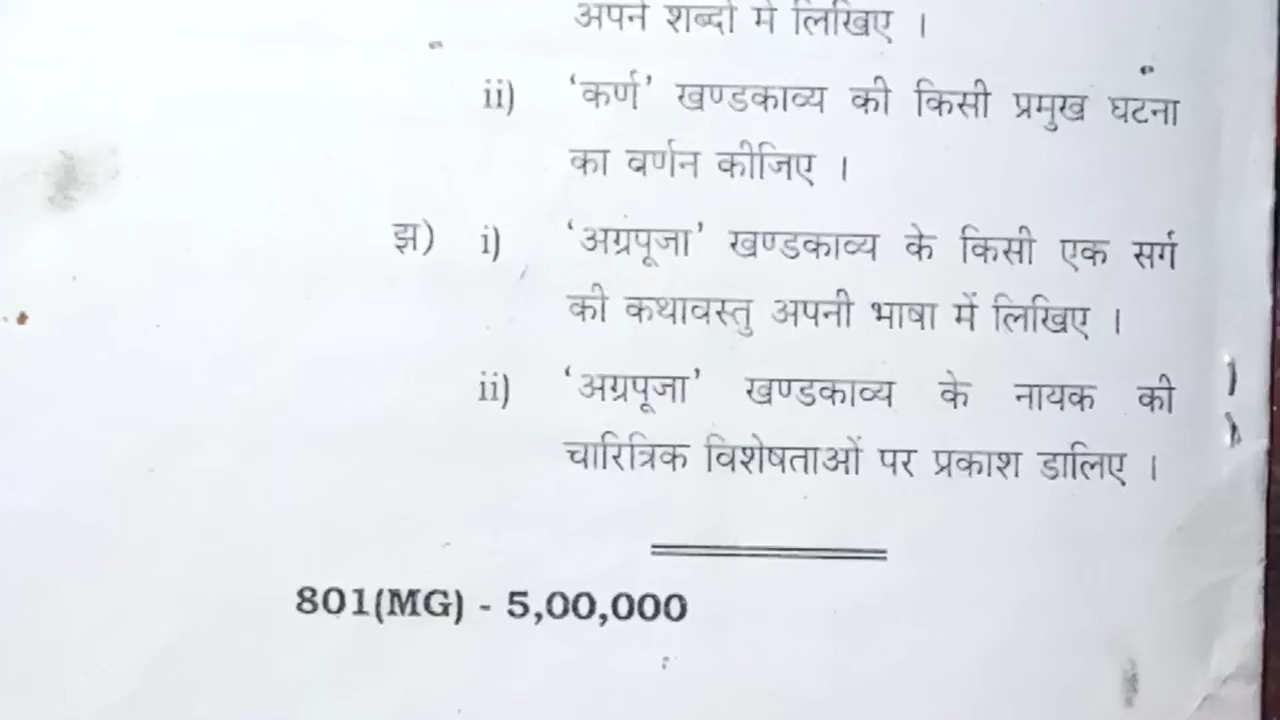 अपने शब्दों में लिखिए ।
ii) ‘कर्ण’ खण्डकाव्य की किसी प्रमुख घटना
का वर्णन कीजिए ।
झ) i) ‘अग्रपूजा’ खण्डकाव्य के किसी एक सर्ग
की कथावस्तु अपनी भाषा में लिखिए ।
ii) ‘अग्रपूजा’ खण्डकाव्य के नायक की
चारित्रिक विशेषताओं पर प्रकाश डालिए ।
801(MG) - 5,00,000